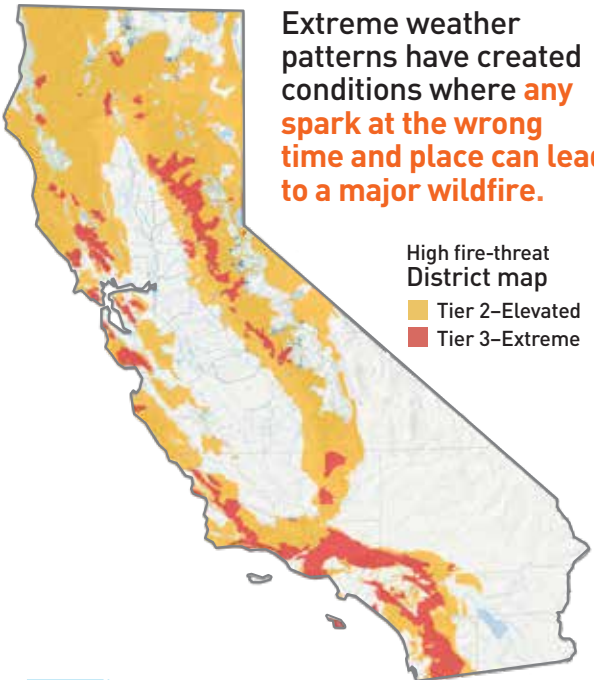 Extreme weather
patterns have created
conditions where any
spark at the wrong
time and place can lead
to a major wildfire.
High fire-threat
District map
Tier 2–Elevated
Tier 3–Extreme